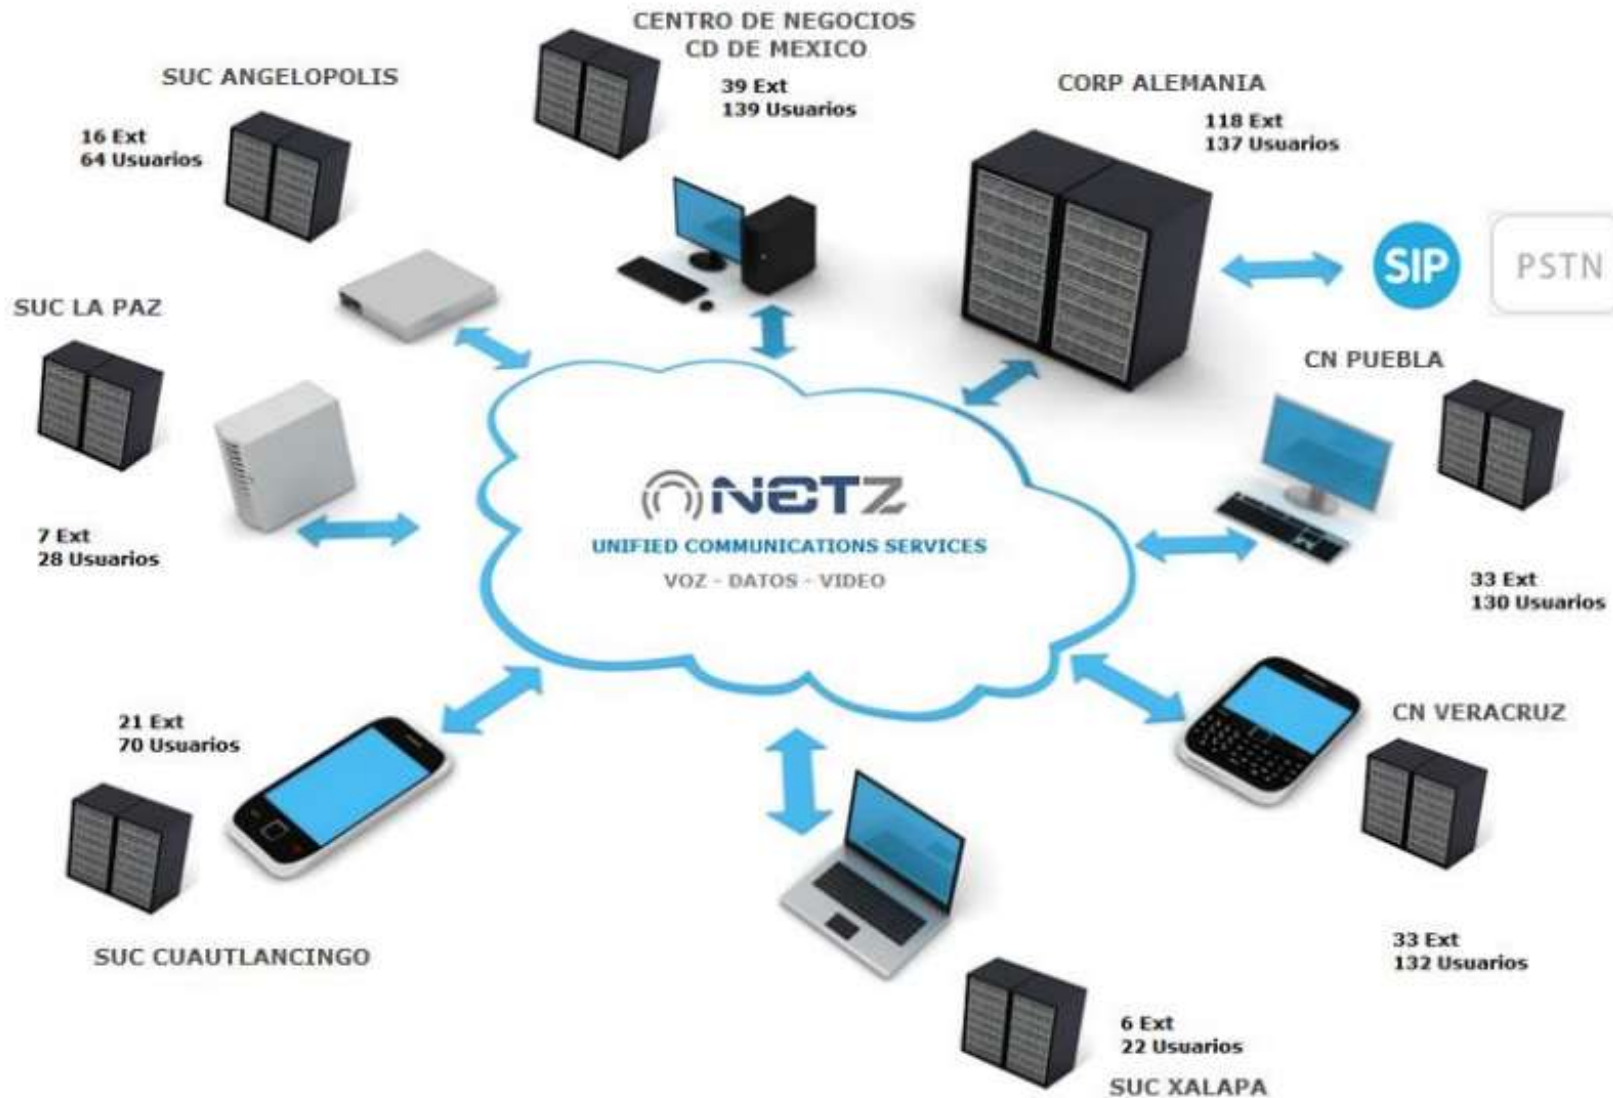 CENTRO DE NEGOCIOS
CD DE MEXICO
39 Ext
139 Usuarios
SUC ANGELOPOLIS
16 Ext
64 Usuarios
CORP ALEMANIA
118 Ext
137 Usuarios
SIP
PSTN
SUC LA PAZ
7 Ext
28 Usuarios
CN PUEBLA
33 Ext
130 Usuarios
NETZ
UNIFIED COMMUNICATIONS SERVICES
VOZ - DATOS - VIDEO
21 Ext
70 Usuarios
SUC CUAUTLANCINGO
CN VERACRUZ
33 Ext
132 Usuarios
6 Ext
22 Usuarios
SUC XALAPA